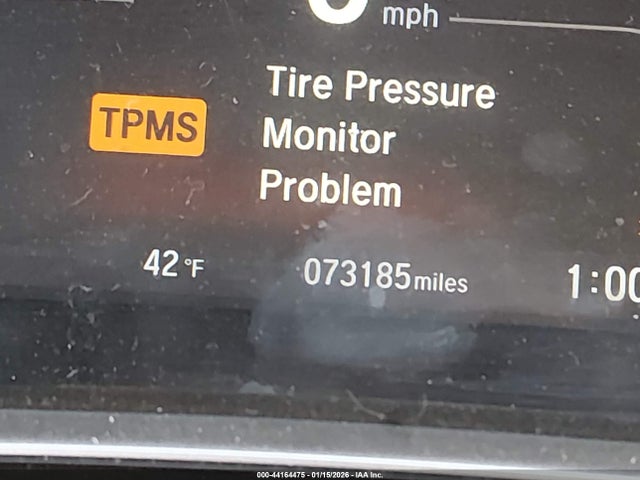 mph
TPMS
Tire Pressure
Monitor
Problem
42°F 073185 miles 1:00
000-44164475 - 01/15/2026 - IAA Inc.